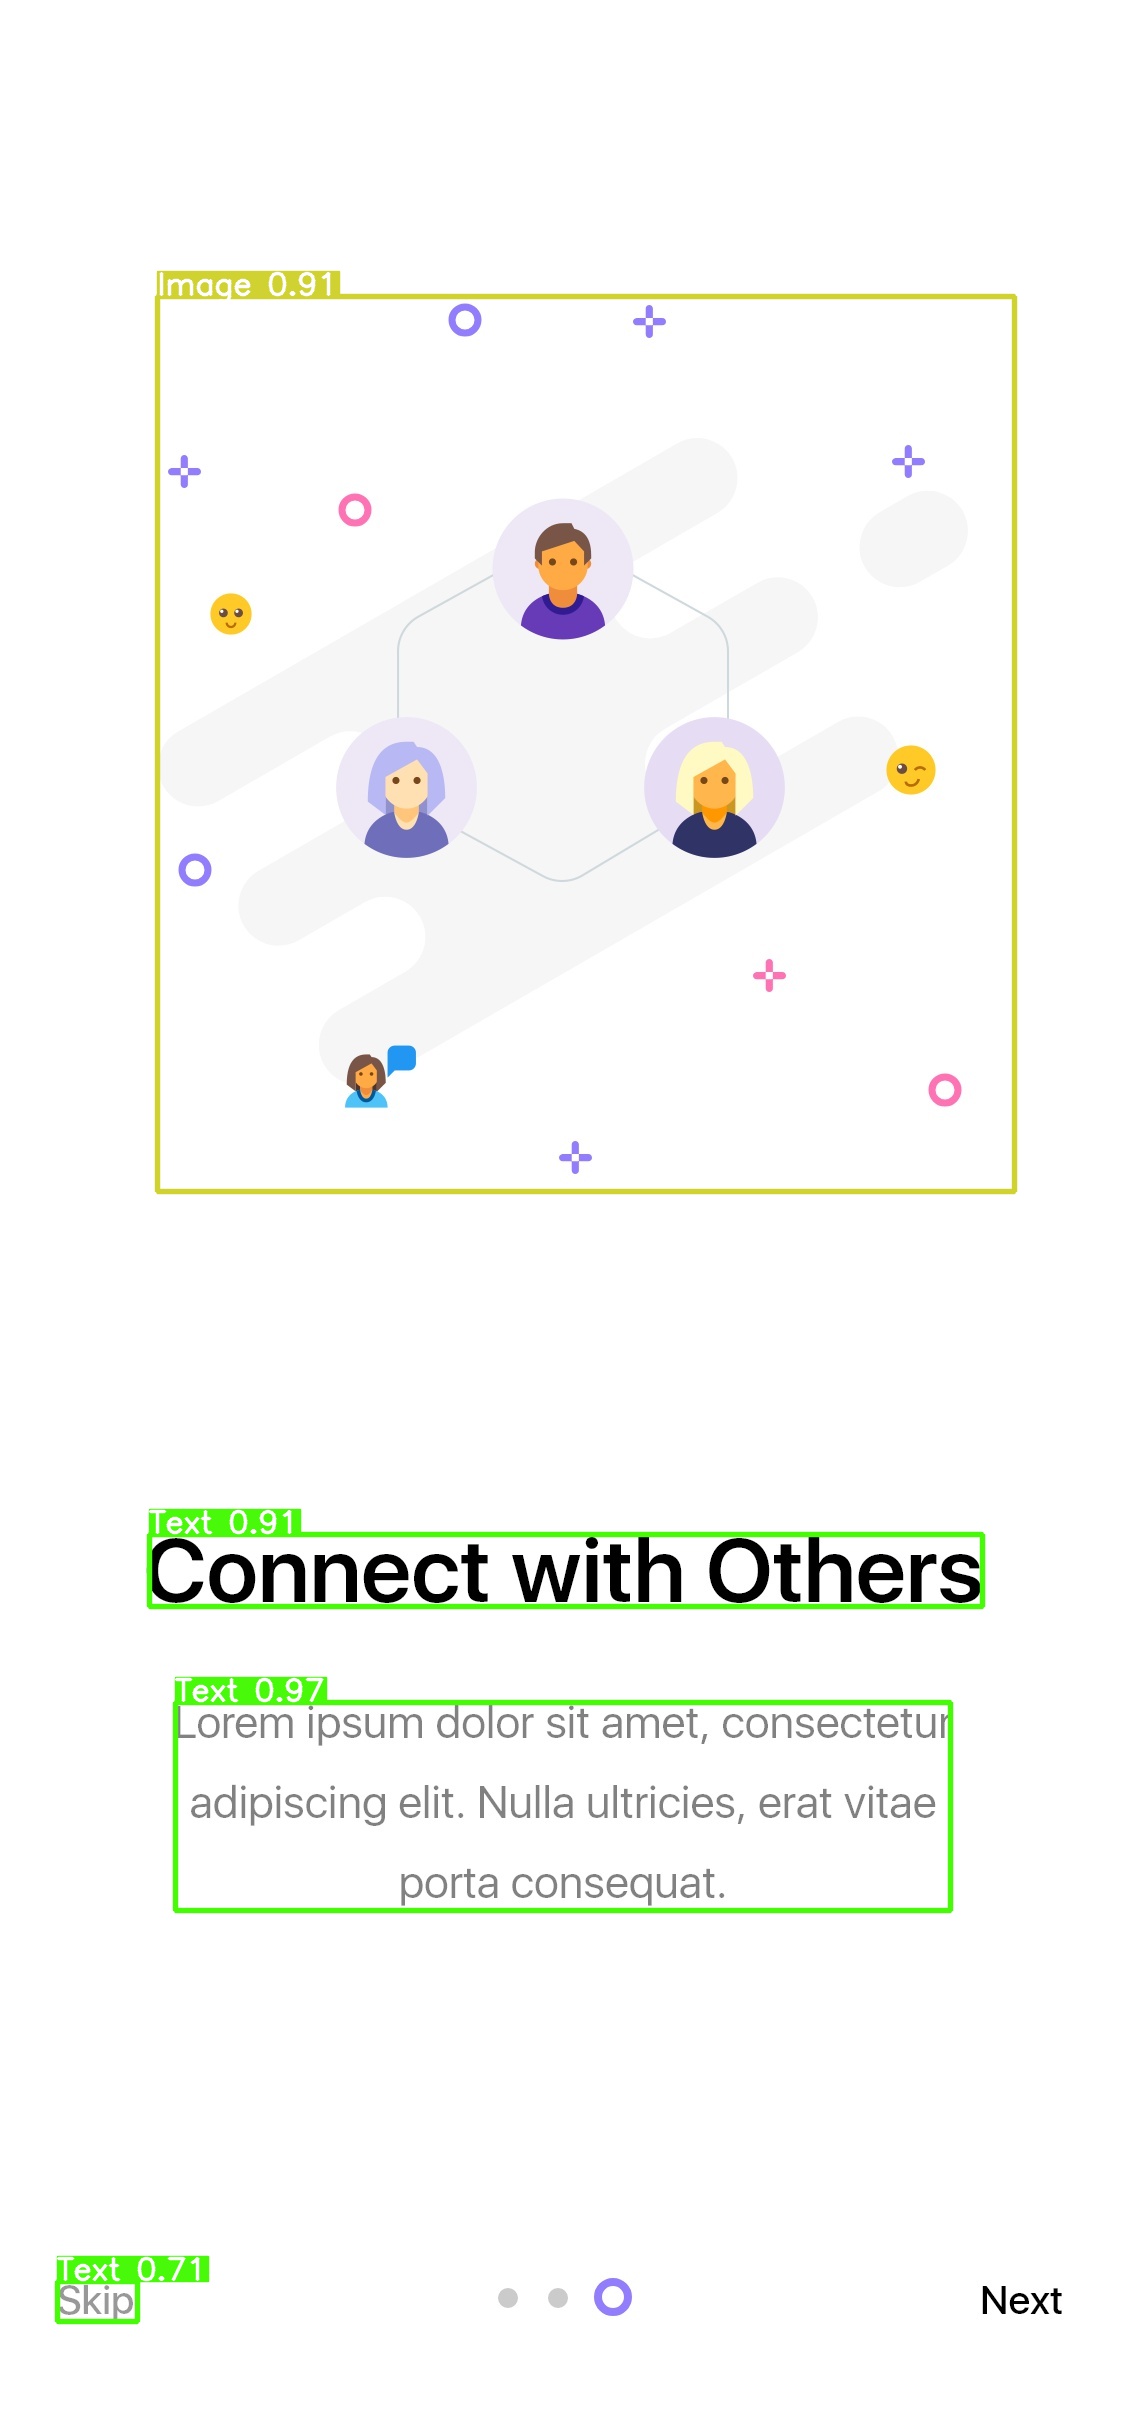 Image 0.91
Text 0.91
Connect with Others
Text 0.97
Lorem ipsum dolor sit amet, consectetur
adipiscing elit. Nulla ultricies, erat vitae
porta consequat.
Text 0.71
Skip
Next